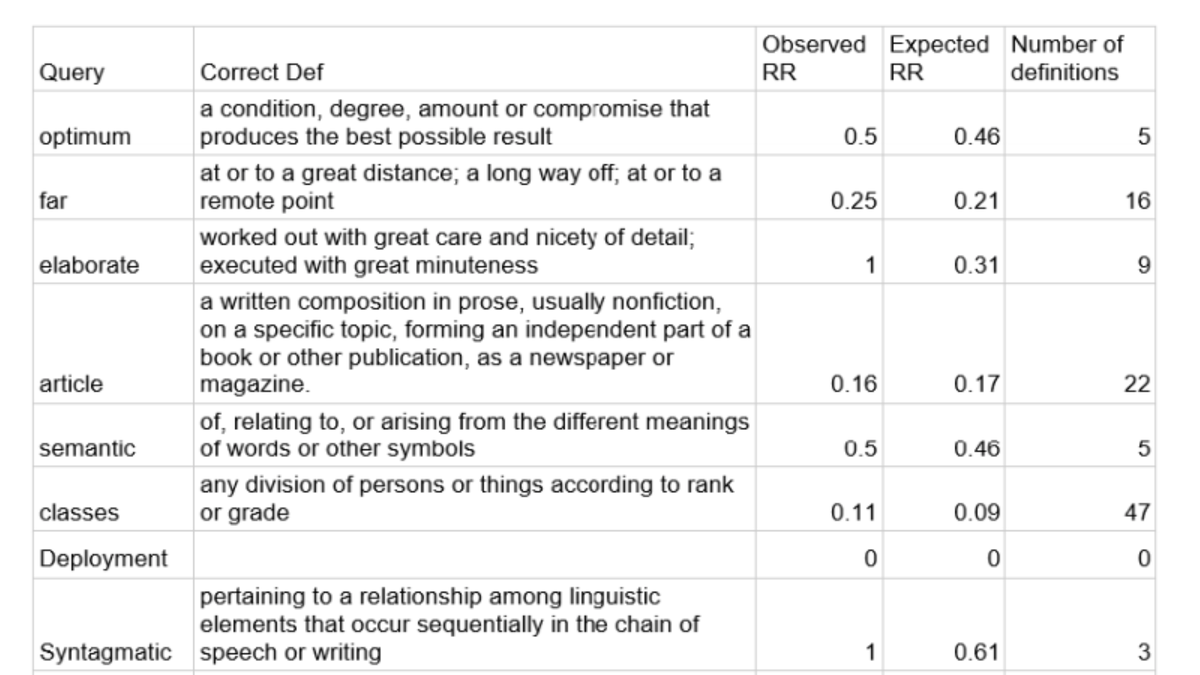 Query Correct Def Observed RR Expected RR Number of definitions
optimum a condition, degree, amount or compromise that
produces the best possible result 0.5 0.46 5
far at or to a great distance; a long way off; at or to a
remote point 0.25 0.21 16
elaborate worked out with great care and nicety of detail;
executed with great minuteness 1 0.31 9
article a written composition in prose, usually nonfiction,
on a specific topic, forming an independent part of a
book or other publication, as a newspaper or
magazine. 0.16 0.17 22
semantic of, relating to, or arising from the different meanings
of words or other symbols 0.5 0.46 5
classes any division of persons or things according to rank
or grade 0.11 0.09 47
Deployment 0 0 0
Syntagmatic pertaining to a relationship among linguistic
elements that occur sequentially in the chain of
speech or writing 1 0.61 3